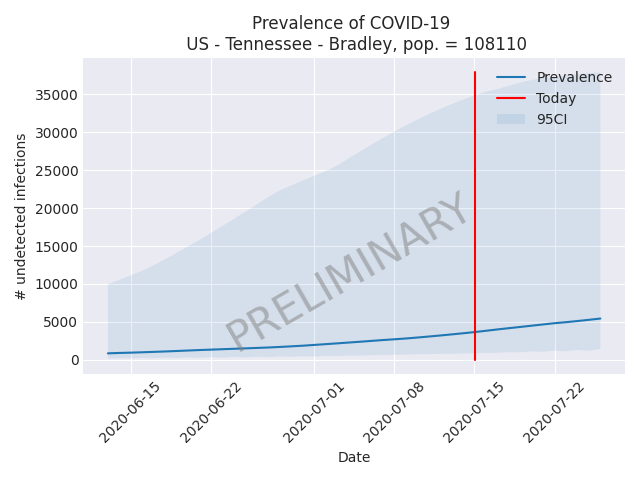 Prevalence of COVID-19
US - Tennessee - Bradley, pop. = 108110
Prevalence
Today
95CI
# undetected infections
35000
30000
25000
20000
15000
10000
5000
0
PRELIMINARY
2020-06-15
2020-06-22
2020-07-01
2020-07-08
2020-07-15
2020-07-22
Date